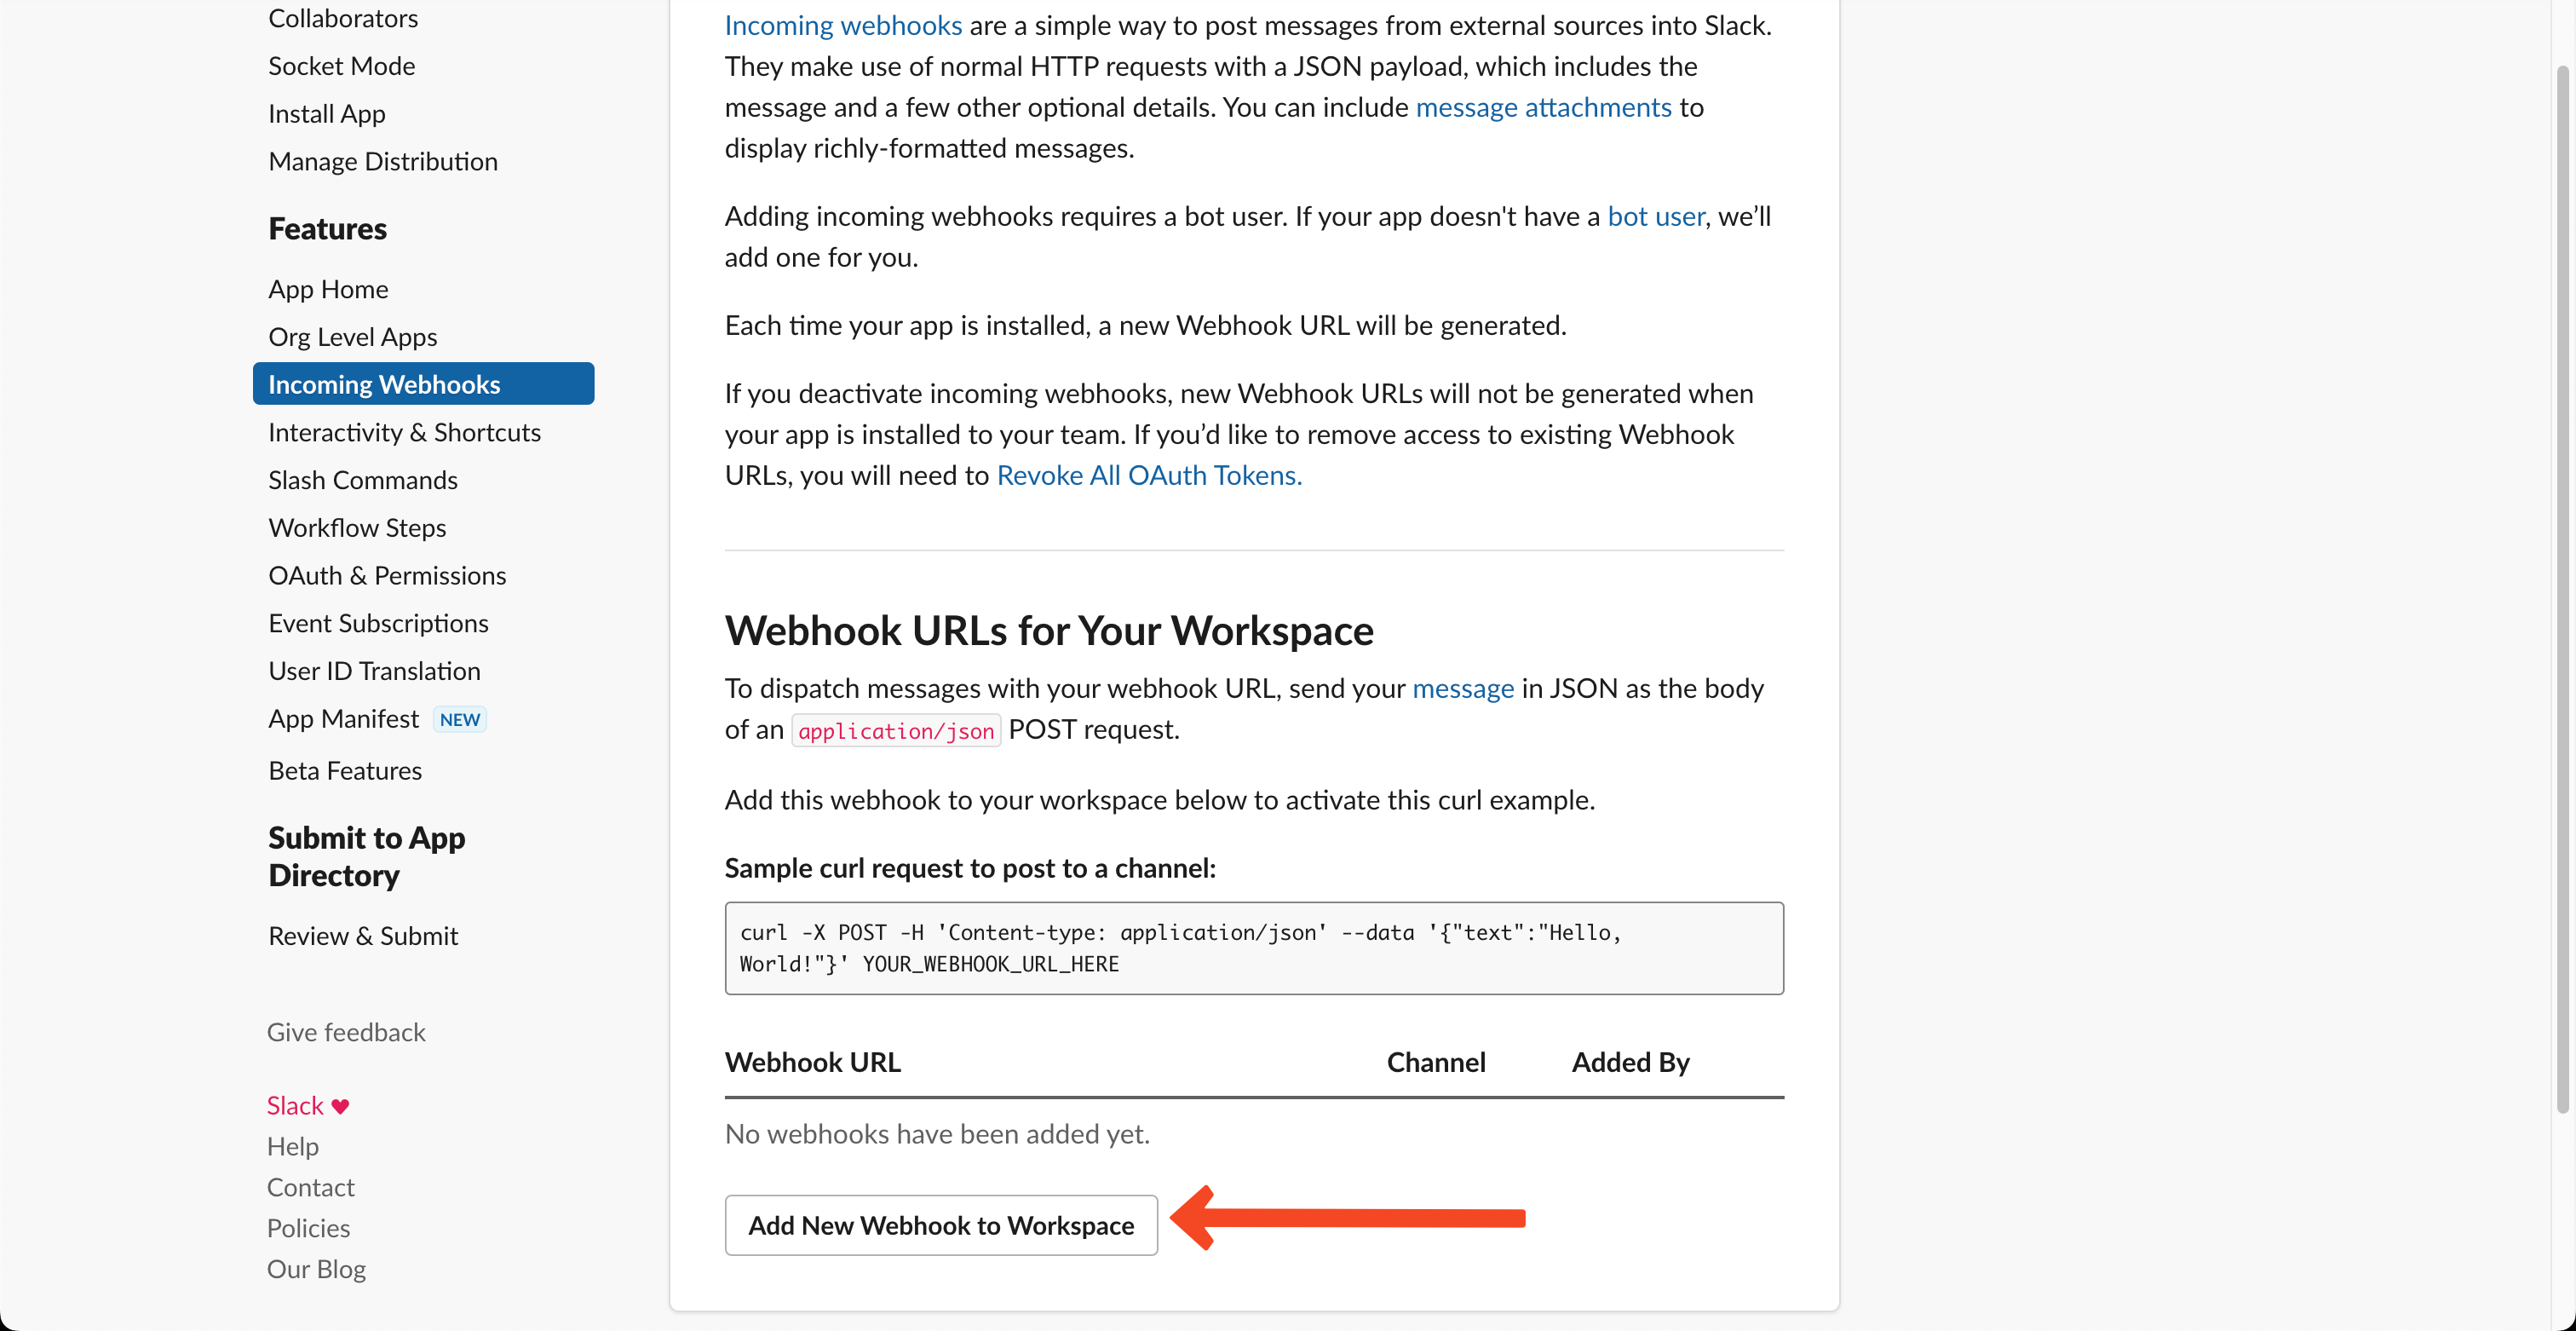 Collaborators
Socket Mode
Install App
Manage Distribution
Features
App Home
Org Level Apps
Incoming Webhooks
Interactivity & Shortcuts
Slash Commands
Workflow Steps
OAuth & Permissions
Event Subscriptions
User ID Translation
App Manifest NEW
Beta Features
Submit to App
Directory
Review & Submit
Give feedback
Slack ♥
Help
Contact
Policies
Our Blog
Incoming webhooks are a simple way to post messages from external sources into Slack.
They make use of normal HTTP requests with a JSON payload, which includes the
message and a few other optional details. You can include message attachments to
display richly-formatted messages.
Adding incoming webhooks requires a bot user. If your app doesn't have a bot user, we’ll
add one for you.
Each time your app is installed, a new Webhook URL will be generated.
If you deactivate incoming webhooks, new Webhook URLs will not be generated when
your app is installed to your team. If you’d like to remove access to existing Webhook
URLs, you will need to Revoke All OAuth Tokens.
Webhook URLs for Your Workspace
To dispatch messages with your webhook URL, send your message in JSON as the body
of an application/json POST request.
Add this webhook to your workspace below to activate this curl example.
Sample curl request to post to a channel:
curl -X POST -H 'Content-type: application/json' --data '{"text":"Hello,
World!"}' YOUR_WEBHOOK_URL_HERE
Webhook URL Channel Added By
No webhooks have been added yet.
Add New Webhook to Workspace